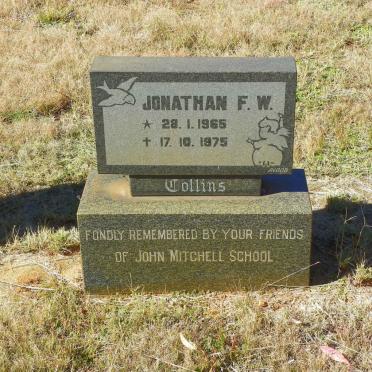 JONATHAN F. W.
* 28. 1. 1965
✝ 17. 10. 1975
Collins
FONDLY REMEMBERED BY YOUR FRIENDS
OF JOHN MITCHELL SCHOOL